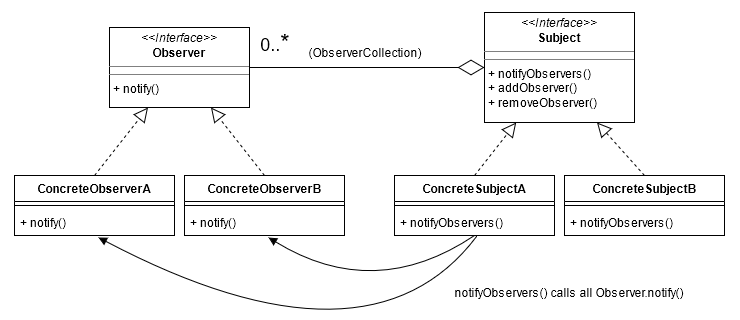 <<Interface>>
Observer
+ notify()
0..*
(ObserverCollection)
<<Interface>>
Subject
+ notifyObservers()
+ addObserver()
+ removeObserver()
ConcreteObserverA
+ notify()
ConcreteObserverB
+ notify()
ConcreteSubjectA
+ notifyObservers()
ConcreteSubjectB
+ notifyObservers()
notifyObservers() calls all Observer.notify()